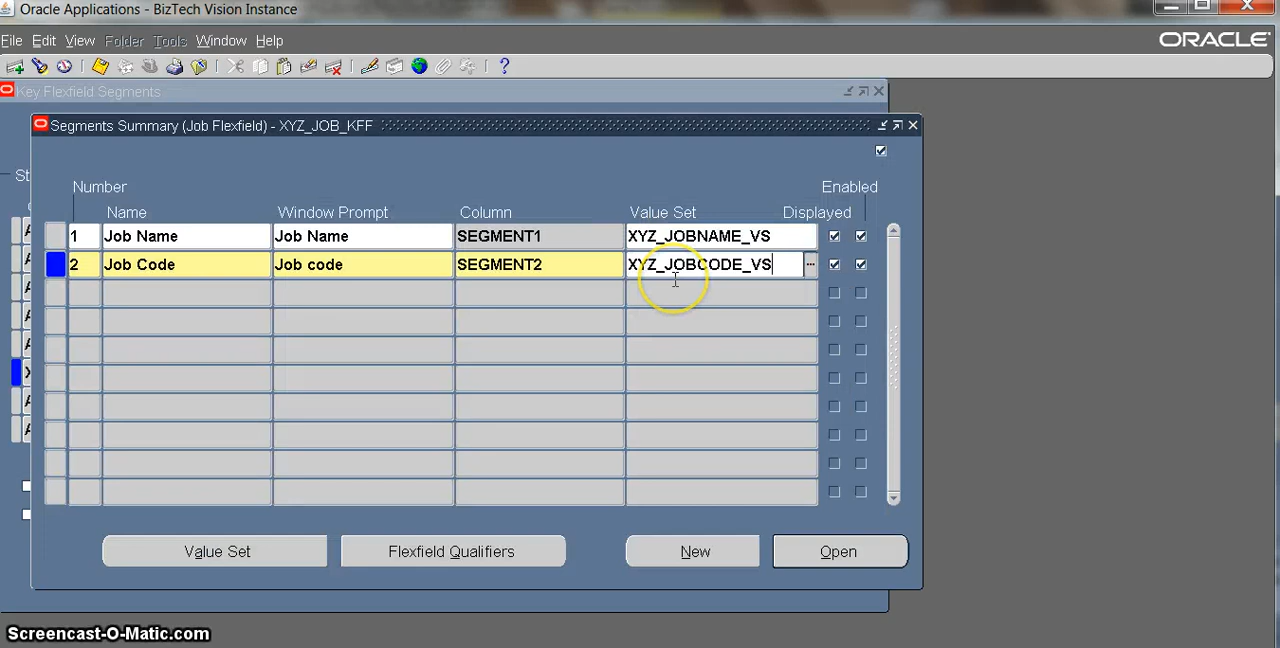 Oracle Applications - BizTech Vision Instance
File Edit View Folder Tools Window Help
ORACLE
Key Flexfield Segments
Segments Summary (Job Flexfield) - XYZ_JOB_KFF
St
Number Enabled
Name Window Prompt Column Value Set Displayed
1 Job Name Job Name SEGMENT1 XYZ_JOBNAME_VS
2 Job Code Job code SEGMENT2 XYZ_JOBCODE_VS ...
Value Set Flexfield Qualifiers New Open
Screencast-O-Matic.com